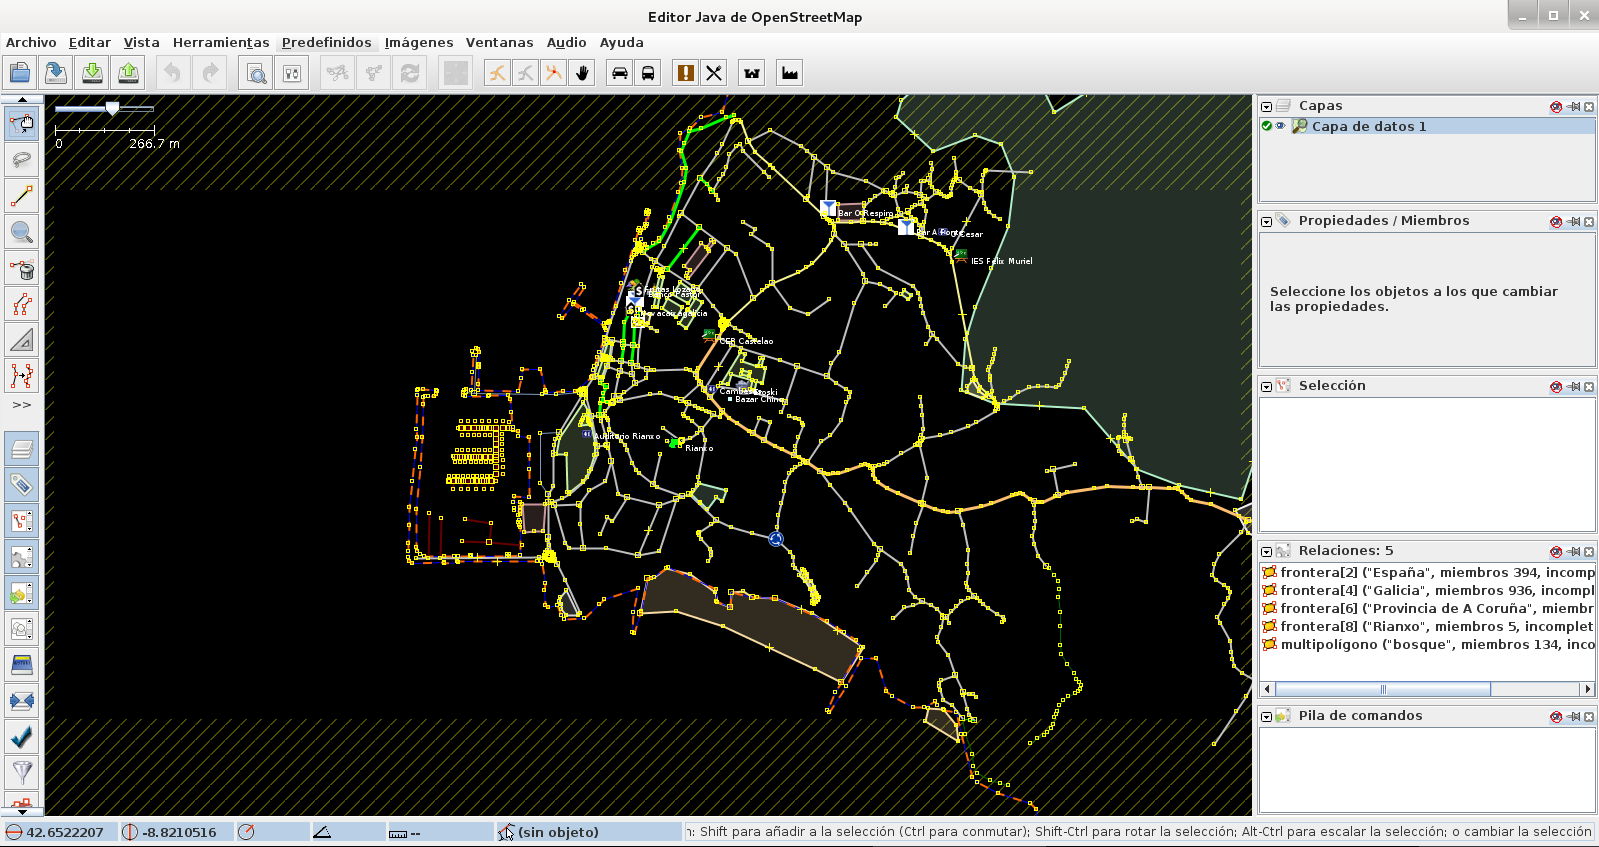 Editor Java de OpenStreetMap
Archivo Editar Vista Herramientas Predefinidos Imágenes Ventanas Audio Ayuda
0 266.7 m
Bar O Respiro
Cesar
IES Félix Muriel
CEP Castelao
Bazar China
Auditorio Rianxo
Rianxo
>>
Capas
Capa de datos 1
Propiedades / Miembros
Seleccione los objetos a los que cambiar
las propiedades.
Selección
Relaciones: 5
frontera[2] ("España", miembros 394, incomp
frontera[4] ("Galicia", miembros 936, incompl
frontera[6] ("Provincia de A Coruña", miembr
frontera[8] ("Rianxo", miembros 5, incomplet
multipolígono ("bosque", miembros 134, inco
Pila de comandos
42.6522207 -8.8210516 -- (sin objeto) n: Shift para añadir a la selección (Ctrl para conmutar); Shift-Ctrl para rotar la selección; Alt-Ctrl para escalar la selección; o cambiar la selección